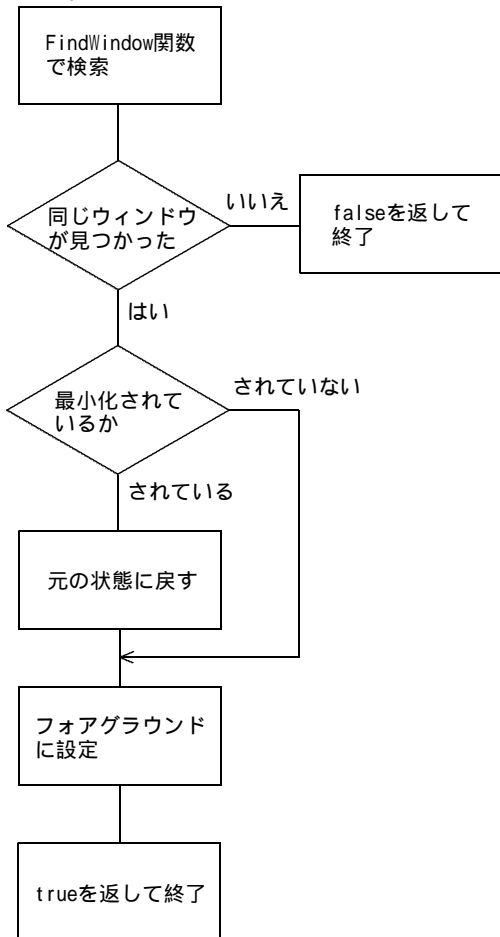 FindWindow関数
で検索
同じウィンドウ
が見つかった
いいえ
falseを返して
終了
はい
最小化されて
いるか
されていない
されている
元の状態に戻す
フォアグラウンド
に設定
trueを返して終了